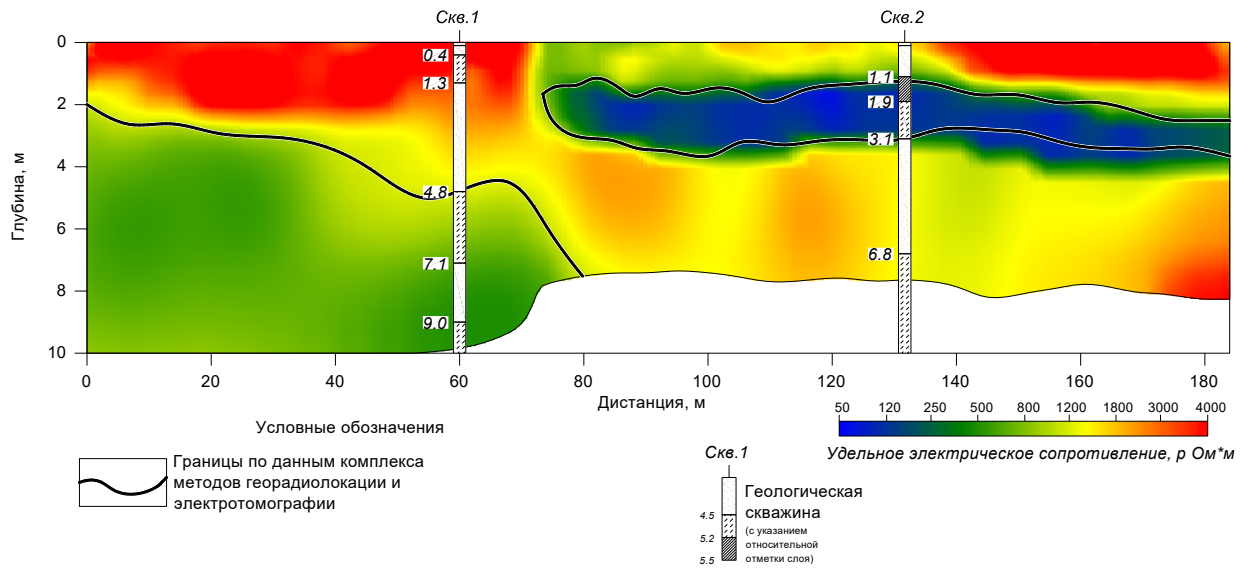 Скв.1
Скв.2
0
2
4
6
8
10
Глубина, м
0.4
1.3
4.8
7.1
9.0
1.1
1.9
3.1
6.8
0 20 40 60 80 100 120 140 160 180
Дистанция, м
50 120 250 500 800 1200 1800 3000 4000
Удельное электрическое сопротивление, p Ом*м
Условные обозначения
Границы по данным комплекса
методов георадиолокации и
электротомографии
Скв.1
4.5
5.2
5.5
Геологическая
скважина
(с указанием
относительной
отметки слоя)